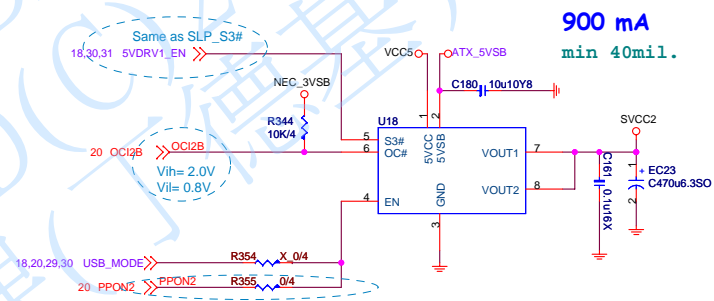 900 mA
min 40mil.
Same as SLP_S3#
18,30,31 5VDRV1_EN
VCC5
ATX_5VSB
NEC_3VSB
C180
10u10Y8
R344
10K/4
U18
1
2
5VCC
5VSB
5
S3#
6
OC#
20 OCI2B
OCI2B
Vih= 2.0V
Vil= 0.8V
4
EN
GND
3
VOUT1
7
VOUT2
8
SVCC2
C161
0.1u16X
1
+
EC23
C470u6.3SO
2
18,20,29,30 USB_MODE
R354
X_0/4
20 PPON2
PPON2
R355
0/4